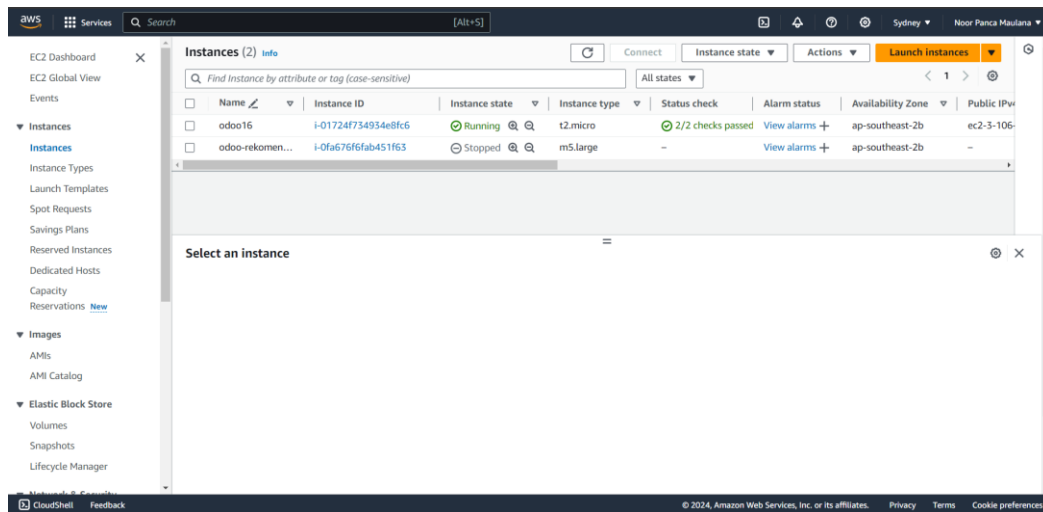 aws Services Search [Alt+S] Sydney Noor Panca Maulana
EC2 Dashboard
EC2 Global View
Events
Instances
Instances
Instance Types
Launch Templates
Spot Requests
Savings Plans
Reserved Instances
Dedicated Hosts
Capacity
Reservations New
Images
AMIs
AMI Catalog
Elastic Block Store
Volumes
Snapshots
Lifecycle Manager
Network & Security
Instances (2) Info Connect Instance state Actions Launch instances
Find Instance by attribute or tag (case-sensitive) All states 1
Name Instance ID Instance state Instance type Status check Alarm status Availability Zone Public IPv4
odoo16 i-01724f734934e8fc6 Running t2.micro 2/2 checks passed View alarms + ap-southeast-2b ec2-3-106-
odoo-rekomen... i-0fa676f6fab451f63 Stopped m5.large – View alarms + ap-southeast-2b –
Select an instance
CloudShell Feedback © 2024, Amazon Web Services, Inc. or its affiliates. Privacy Terms Cookie preferences